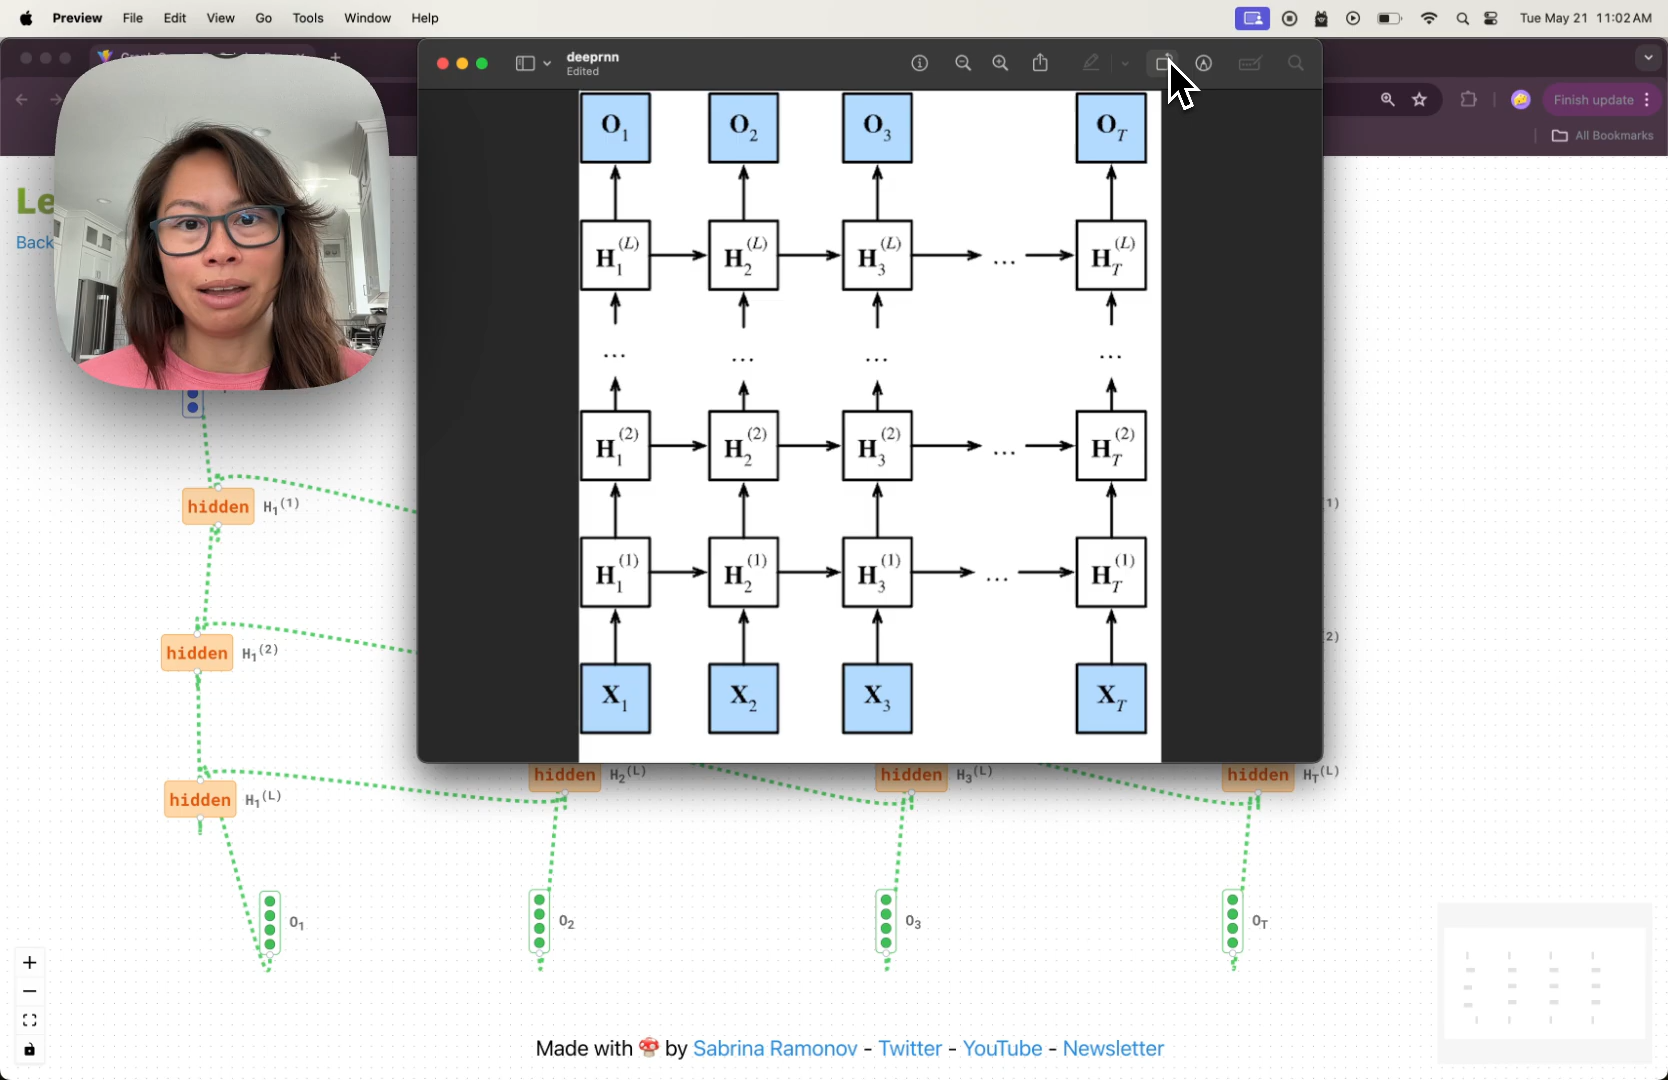 Preview File Edit View Go Tools Window Help
Tue May 21 11:02 AM
deeprnn
Edited
Finish update
All Bookmarks
Le
Back
O1 O2 O3 OT
H1(L) H2(L) H3(L) ... HT(L)
... ... ... ...
H1(2) H2(2) H3(2) ... HT(2)
H1(1) H2(1) H3(1) ... HT(1)
X1 X2 X3 XT
hidden H1(1)
1)
hidden H1(2)
2)
hidden H1(L)
hidden H2(L)
hidden H3(L)
hidden HT(L)
O1 O2 O3 OT
Made with 🍄 by Sabrina Ramonov - Twitter - YouTube - Newsletter